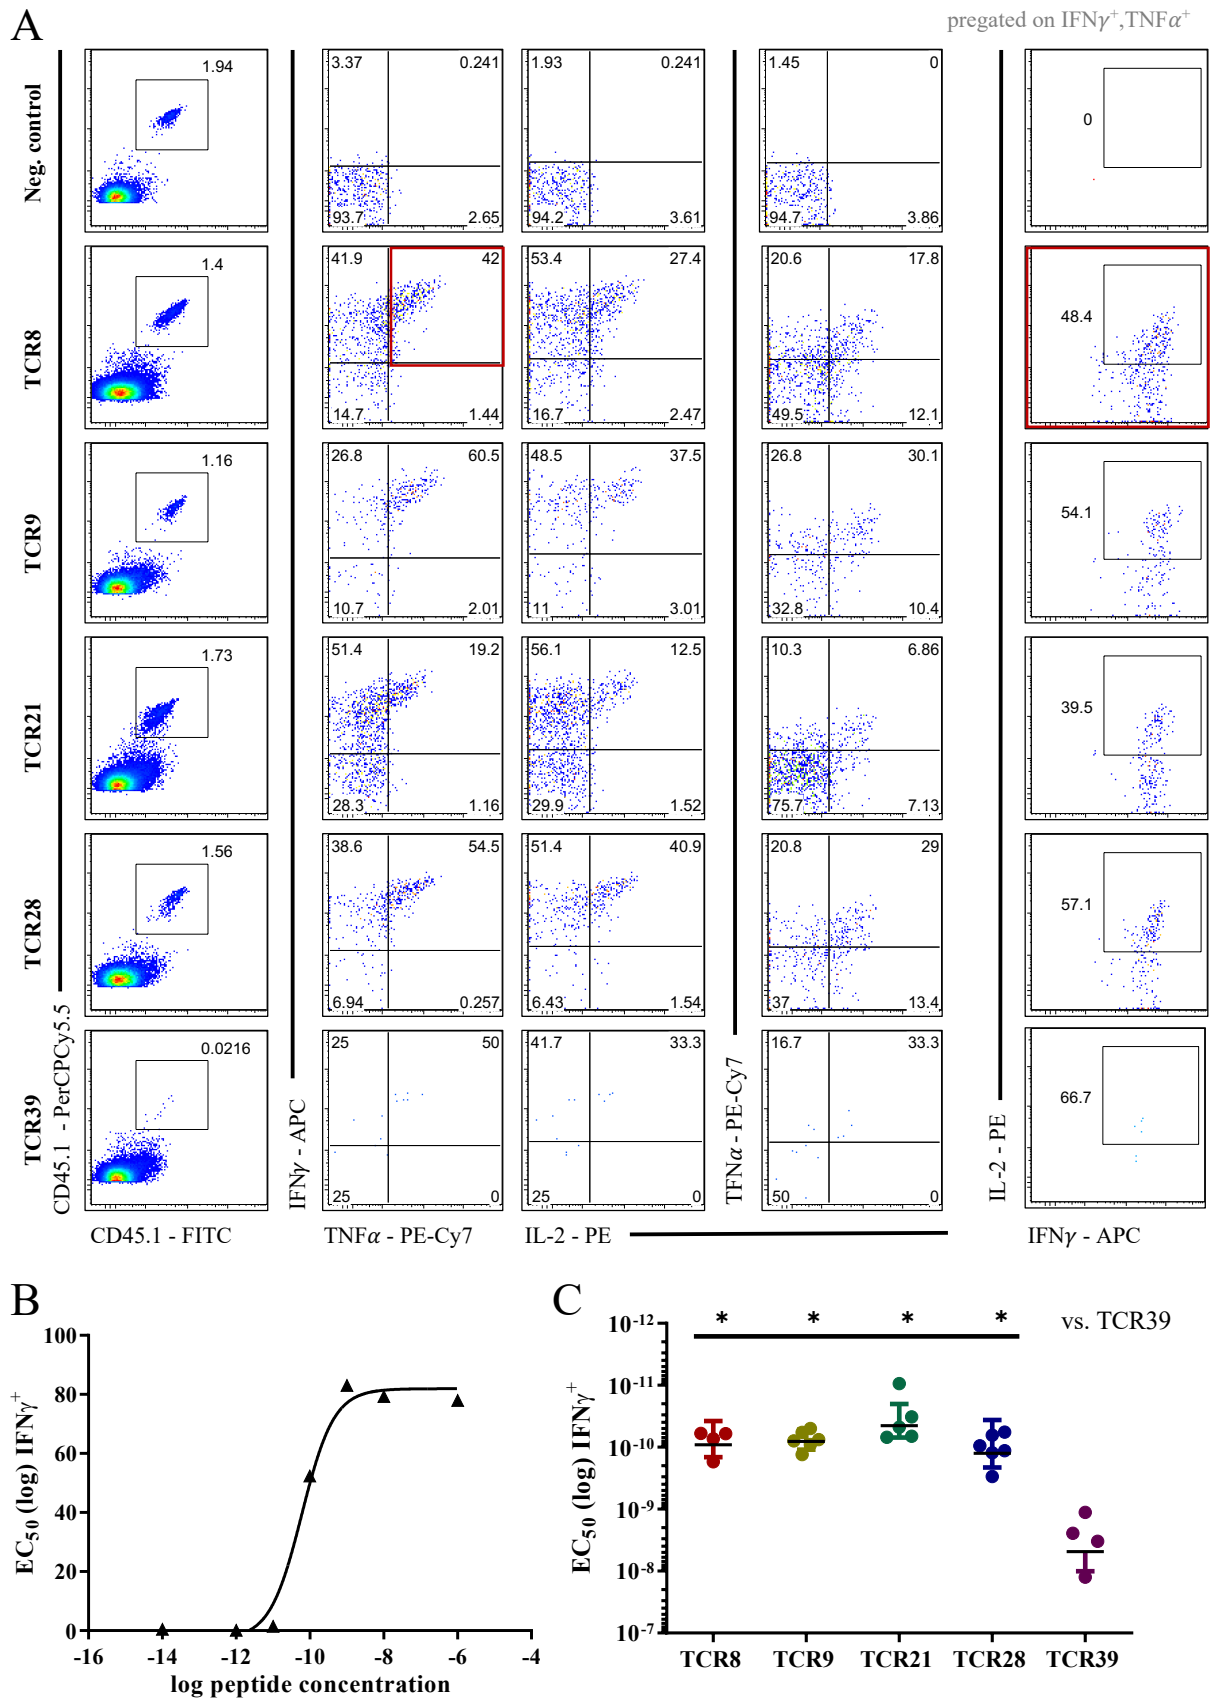 A
pregated on IFNγ+,TNFα+
Neg. control
1.94
3.37 0.241
93.7 2.65
1.93 0.241
94.2 3.61
1.45 0
94.7 3.86
0
TCR8
1.4
41.9 42
14.7 1.44
53.4 27.4
16.7 2.47
20.6 17.8
49.5 12.1
48.4
TCR9
1.16
26.8 60.5
10.7 2.01
48.5 37.5
11 3.01
26.8 30.1
32.8 10.4
54.1
TCR21
1.73
51.4 19.2
28.3 1.16
56.1 12.5
29.9 1.52
10.3 6.86
75.7 7.13
39.5
TCR28
1.56
38.6 54.5
6.94 0.257
51.4 40.9
6.43 1.54
20.8 29
37 13.4
57.1
TCR39
0.0216
25 50
25 0
41.7 33.3
25 0
16.7 33.3
50 0
66.7
CD45.1 - PerCPCy5.5
IFNγ - APC
TFNα - PE-Cy7
IL-2 - PE
CD45.1 - FITC
TNFα - PE-Cy7
IL-2 - PE
IFNγ - APC
B
EC50 (log) IFNγ+
100
80
60
40
20
0
-16 -14 -12 -10 -8 -6 -4
log peptide concentration
C
* * * * vs. TCR39
EC50 (log) IFNγ+
10-12
10-11
10-10
10-9
10-8
10-7
TCR8 TCR9 TCR21 TCR28 TCR39